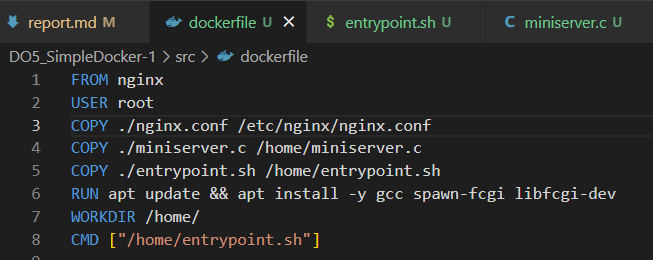 report.md M dockerfile U entrypoint.sh U miniserver.c U
DO5_SimpleDocker-1 > src > dockerfile
1 FROM nginx
2 USER root
3 COPY ./nginx.conf /etc/nginx/nginx.conf
4 COPY ./miniserver.c /home/miniserver.c
5 COPY ./entrypoint.sh /home/entrypoint.sh
6 RUN apt update && apt install -y gcc spawn-fcgi libfcgi-dev
7 WORKDIR /home/
8 CMD ["/home/entrypoint.sh"]